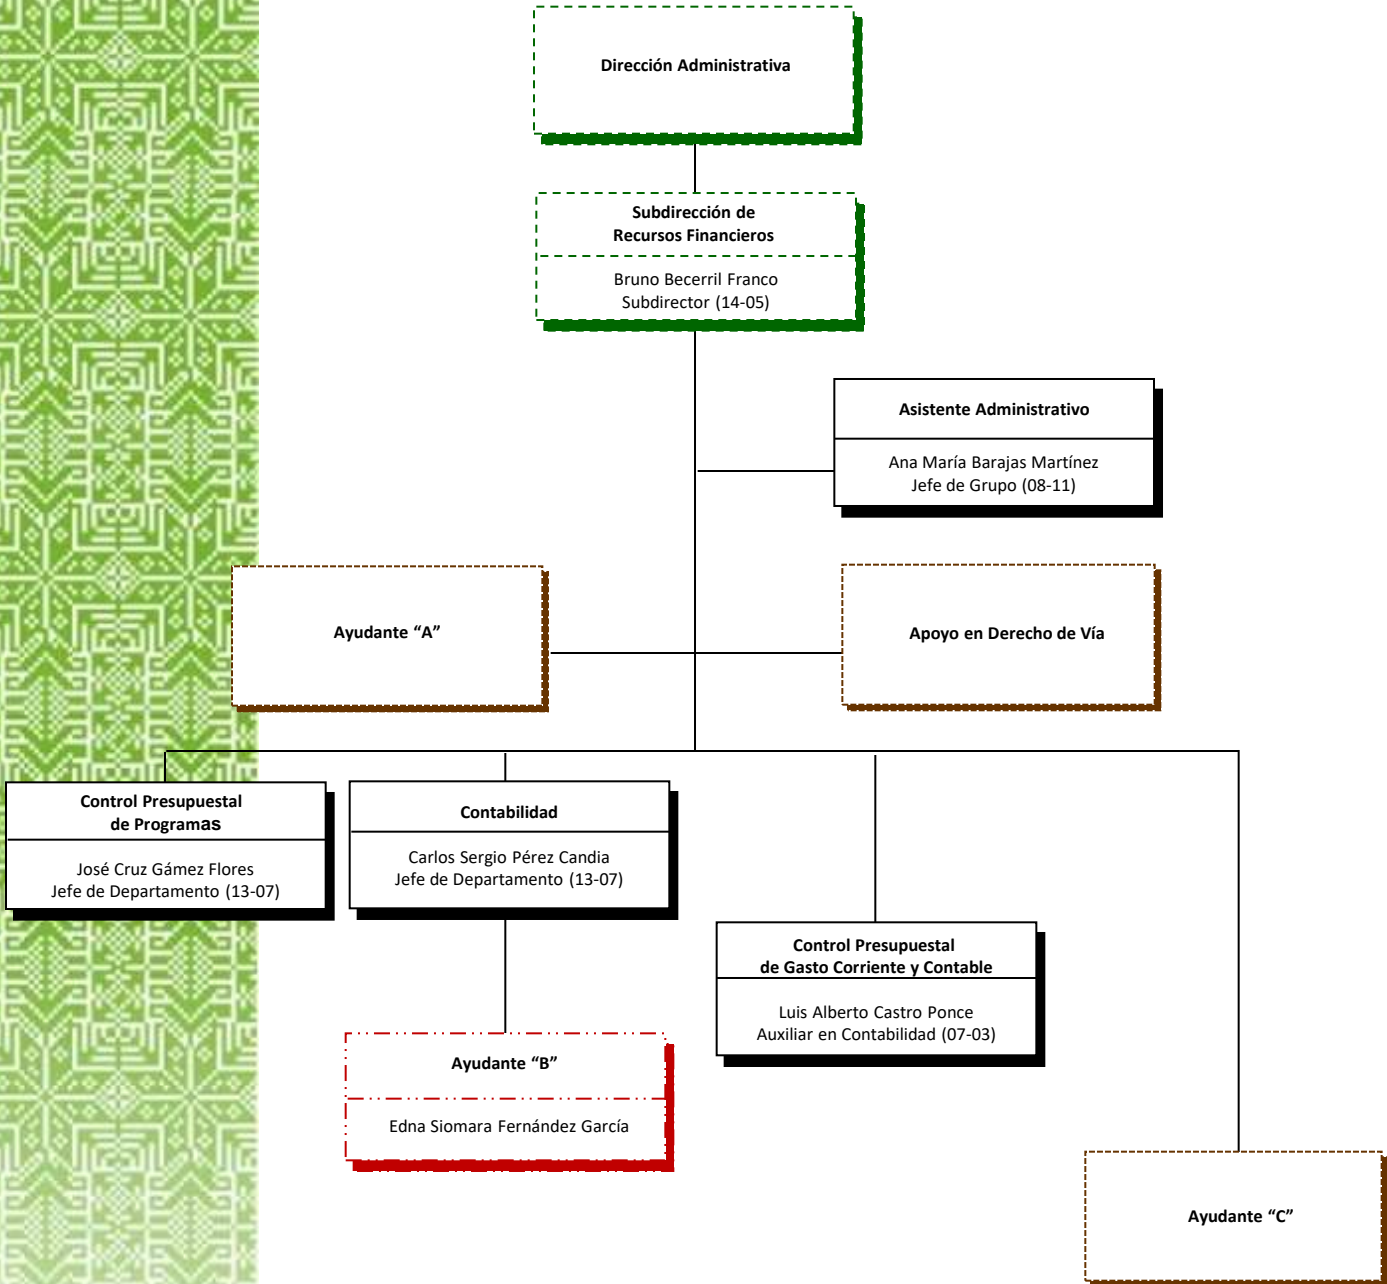 Dirección Administrativa
Subdirección de
Recursos Financieros
Bruno Becerril Franco
Subdirector (14-05)
Asistente Administrativo
Ana María Barajas Martínez
Jefe de Grupo (08-11)
Ayudante “A”
Apoyo en Derecho de Vía
Control Presupuestal
de Programas
José Cruz Gámez Flores
Jefe de Departamento (13-07)
Contabilidad
Carlos Sergio Pérez Candia
Jefe de Departamento (13-07)
Control Presupuestal
de Gasto Corriente y Contable
Luis Alberto Castro Ponce
Auxiliar en Contabilidad (07-03)
Ayudante “B”
Edna Siomara Fernández García
Ayudante “C”